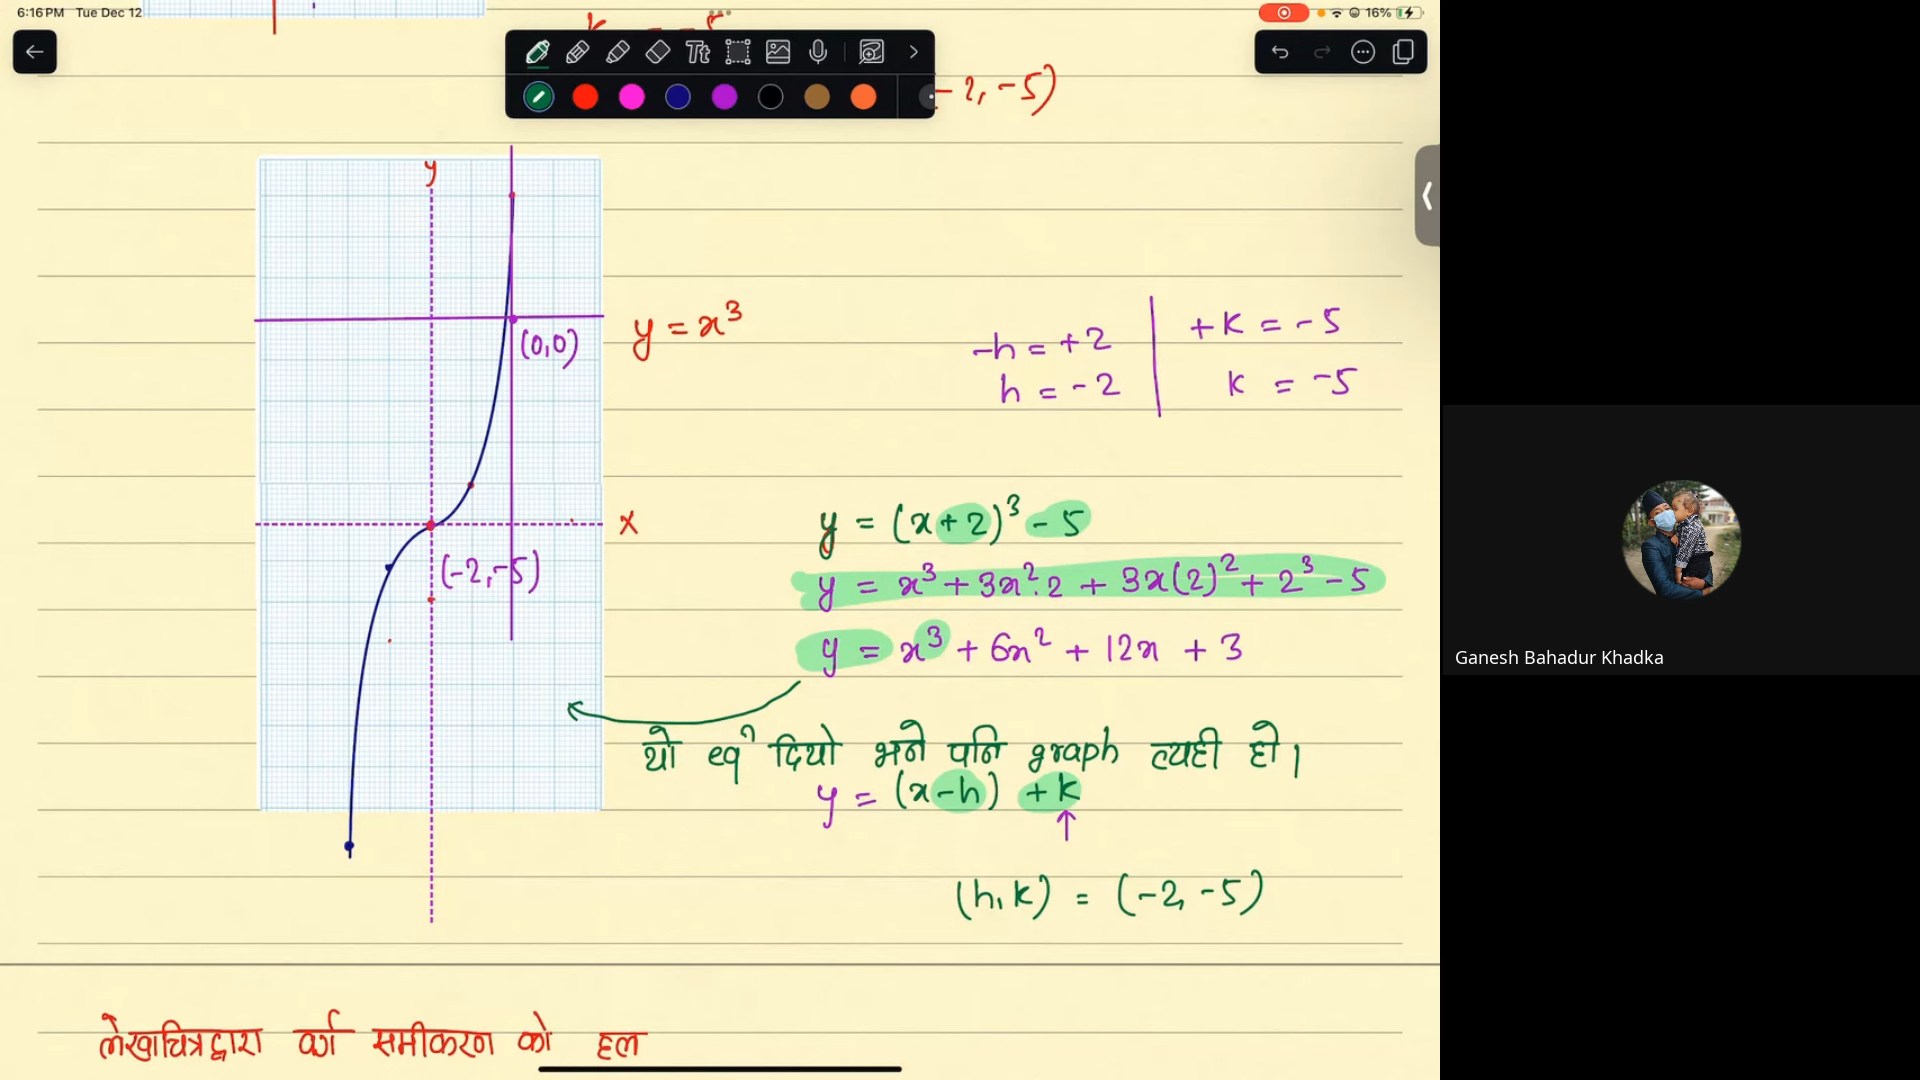 6:16 PM Tue Dec 12
16%
Tt
- 2, -5)
y
(0,0)
y = x³
-h = +2
h = -2
+K = -5
k = -5
x
(-2,-5)
y = (x+2)³ - 5
y = x³ + 3x².2 + 3x(2)² + 2³ - 5
y = x³ + 6x² + 12x + 3
यो eqⁿ दियो भने पनि graph त्यही हो।
y = (x-h) + k
↑
(h,k) = (-2, -5)
लेखाचित्रद्वारा वर्ग समीकरण को हल
Ganesh Bahadur Khadka